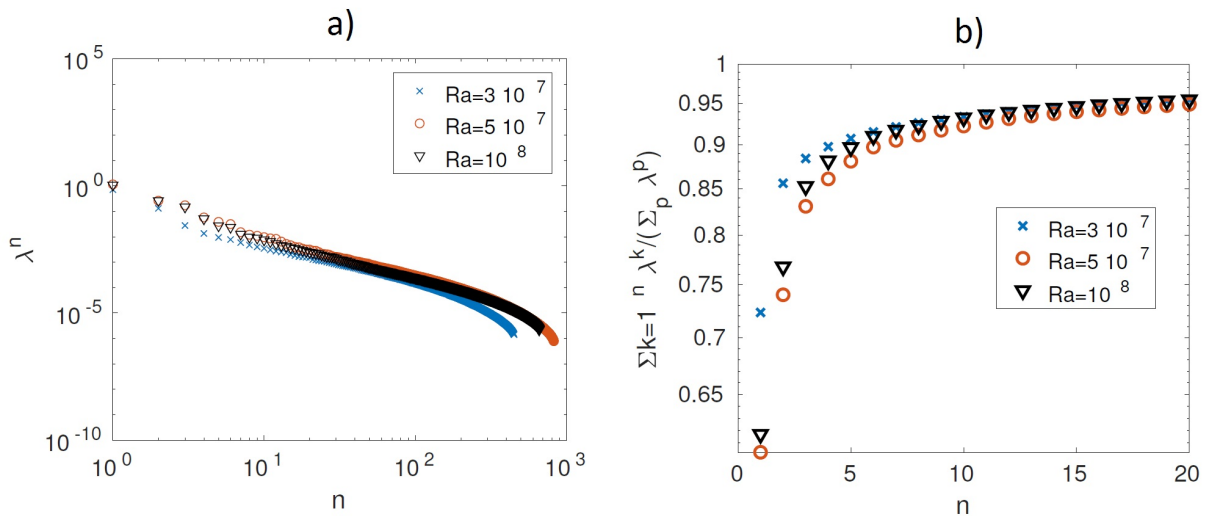 a)
10^5
10^0
10^-5
10^-10
λ^n
10^0
10^1
10^2
10^3
n
Ra=3 10^7
Ra=5 10^7
Ra=10^8
b)
1
0.95
0.9
0.85
0.8
0.75
0.7
0.65
Σk=1^n λ^k/(Σ_p λ^p)
0
5
10
15
20
n
Ra=3 10^7
Ra=5 10^7
Ra=10^8